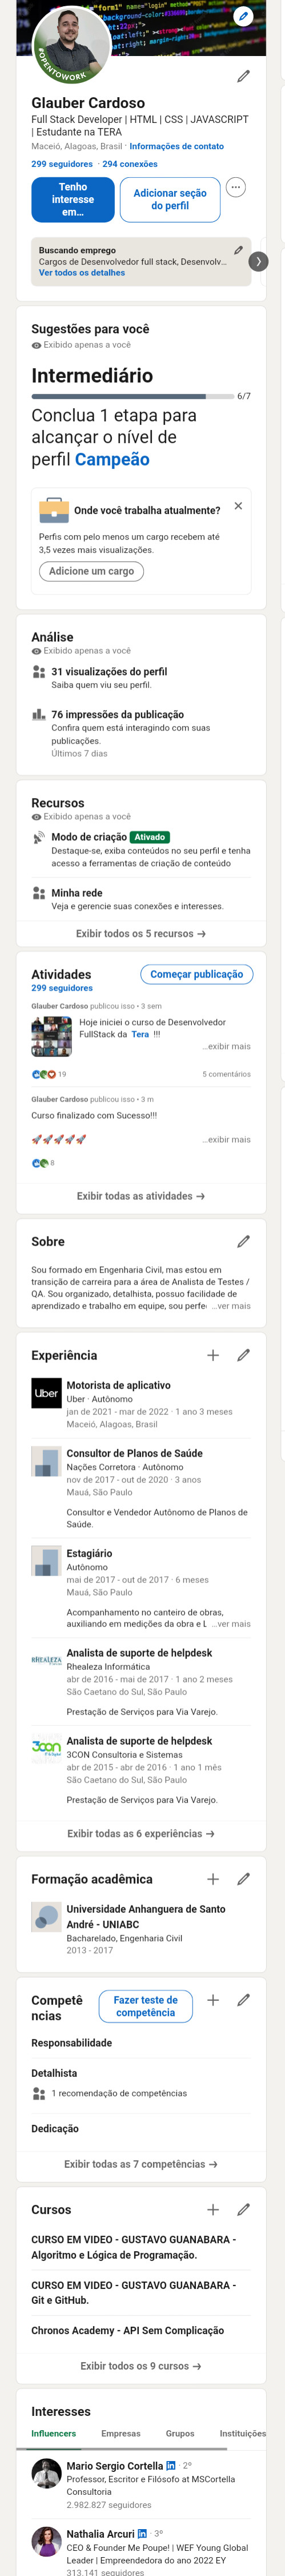 #OPENTOWORK
Glauber Cardoso
Full Stack Developer | HTML | CSS | JAVASCRIPT
| Estudante na TERA
Maceió, Alagoas, Brasil · Informações de contato
299 seguidores · 294 conexões
Tenho
interesse
em…
Adicionar seção
do perfil
Buscando emprego
Cargos de Desenvolvedor full stack, Desenvolv…
Ver todos os detalhes
Sugestões para você
Exibido apenas a você
Intermediário
6/7
Conclua 1 etapa para
alcançar o nível de
perfil Campeão
Onde você trabalha atualmente?
Perfis com pelo menos um cargo recebem até
3,5 vezes mais visualizações.
Adicione um cargo
Análise
Exibido apenas a você
31 visualizações do perfil
Saiba quem viu seu perfil.
76 impressões da publicação
Confira quem está interagindo com suas
publicações.
Últimos 7 dias
Recursos
Exibido apenas a você
Modo de criação Ativado
Destaque-se, exiba conteúdos no seu perfil e tenha
acesso a ferramentas de criação de conteúdo
Minha rede
Veja e gerencie suas conexões e interesses.
Exibir todos os 5 recursos →
Atividades
Começar publicação
299 seguidores
Glauber Cardoso publicou isso • 3 sem
Hoje iniciei o curso de Desenvolvedor
FullStack da Tera !!!
…exibir mais
19
5 comentários
Glauber Cardoso publicou isso • 3 m
Curso finalizado com Sucesso!!!
🚀🚀🚀🚀🚀
…exibir mais
8
Exibir todas as atividades →
Sobre
Sou formado em Engenharia Civil, mas estou em
transição de carreira para a área de Analista de Testes /
QA. Sou organizado, detalhista, possuo facilidade de
aprendizado e trabalho em equipe, sou …ver mais
Experiência
Uber
Motorista de aplicativo
Uber · Autônomo
jan de 2021 - mar de 2022 · 1 ano 3 meses
Maceió, Alagoas, Brasil
Consultor de Planos de Saúde
Nações Corretora · Autônomo
nov de 2017 - out de 2020 · 3 anos
Mauá, São Paulo
Consultor e Vendedor Autônomo de Planos de
Saúde.
Estagiário
Autônomo
mai de 2017 - out de 2017 · 6 meses
Mauá, São Paulo
Acompanhamento no canteiro de obras,
auxiliando em medições da obra e …ver mais
RHEALEZA
Analista de suporte de helpdesk
Rhealeza Informática
abr de 2016 - mai de 2017 · 1 ano 2 meses
São Caetano do Sul, São Paulo
Prestação de Serviços para Via Varejo.
3con
Analista de suporte de helpdesk
3CON Consultoria e Sistemas
abr de 2015 - abr de 2016 · 1 ano 1 mês
São Caetano do Sul, São Paulo
Prestação de Serviços para Via Varejo.
Exibir todas as 6 experiências →
Formação acadêmica
Universidade Anhanguera de Santo
André - UNIABC
Bacharelado, Engenharia Civil
2013 - 2017
Competê
ncias
Fazer teste de
competência
Responsabilidade
Detalhista
1 recomendação de competências
Dedicação
Exibir todas as 7 competências →
Cursos
CURSO EM VIDEO - GUSTAVO GUANABARA -
Algoritmo e Lógica de Programação.
CURSO EM VIDEO - GUSTAVO GUANABARA -
Git e GitHub.
Chronos Academy - API Sem Complicação
Exibir todos os 9 cursos →
Interesses
Influencers
Empresas
Grupos
Instituições
Mario Sergio Cortella in · 2º
Professor, Escritor e Filósofo at MSCortella
Consultoria
2.982.827 seguidores
Nathalia Arcuri in · 3º
CEO & Founder Me Poupe! | WEF Young Global
Leader | Empreendedora do ano 2022 EY
313.141 seguidores